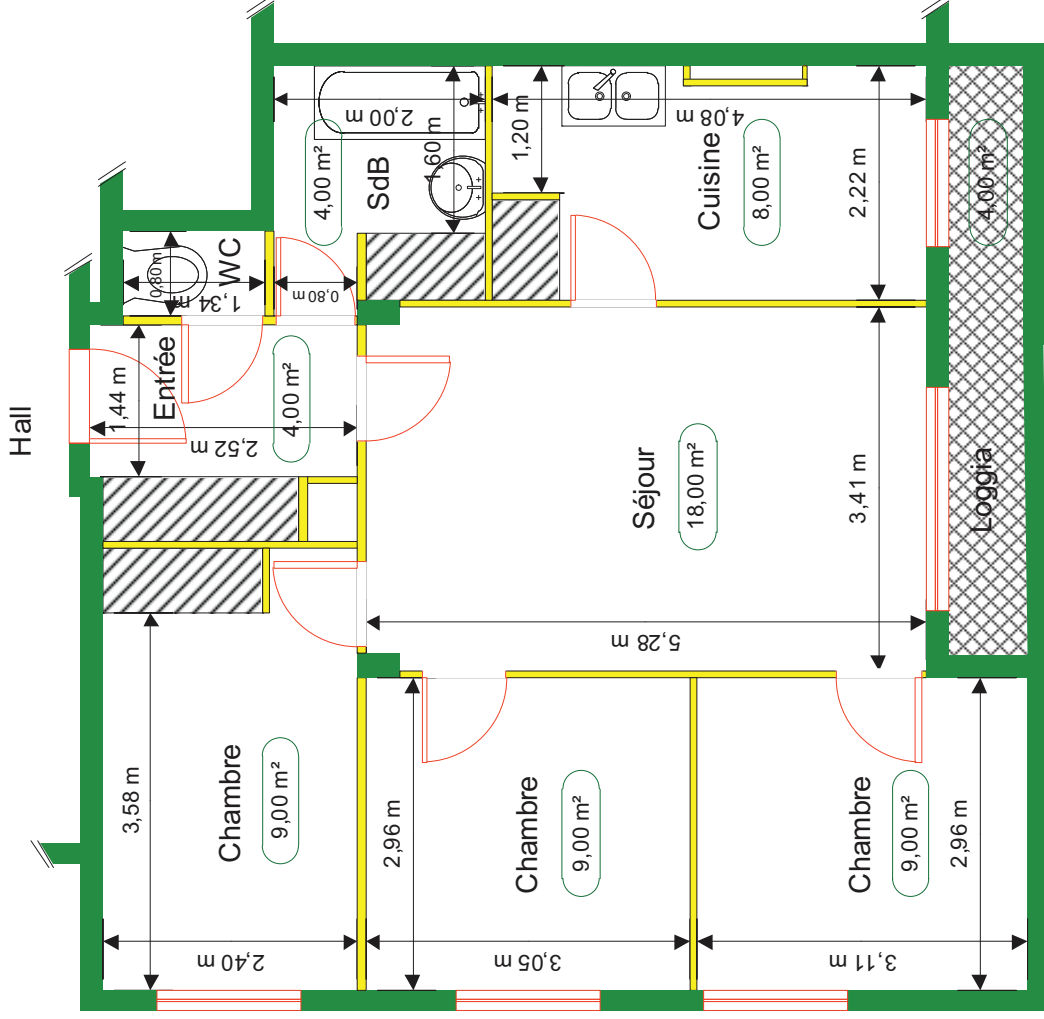 Hall
Entrée
1,44 m
2,52 m
4,00 m²
WC
0,80 m
1,34 m
0,80 m
SdB
4,00 m²
2,00 m
1,60 m
Cuisine
8,00 m²
1,20 m
4,08 m
2,22 m
Séjour
18,00 m²
3,41 m
5,28 m
Loggia
4,00 m²
Chambre
9,00 m²
3,58 m
2,40 m
Chambre
9,00 m²
2,96 m
3,05 m
Chambre
9,00 m²
2,96 m
3,11 m